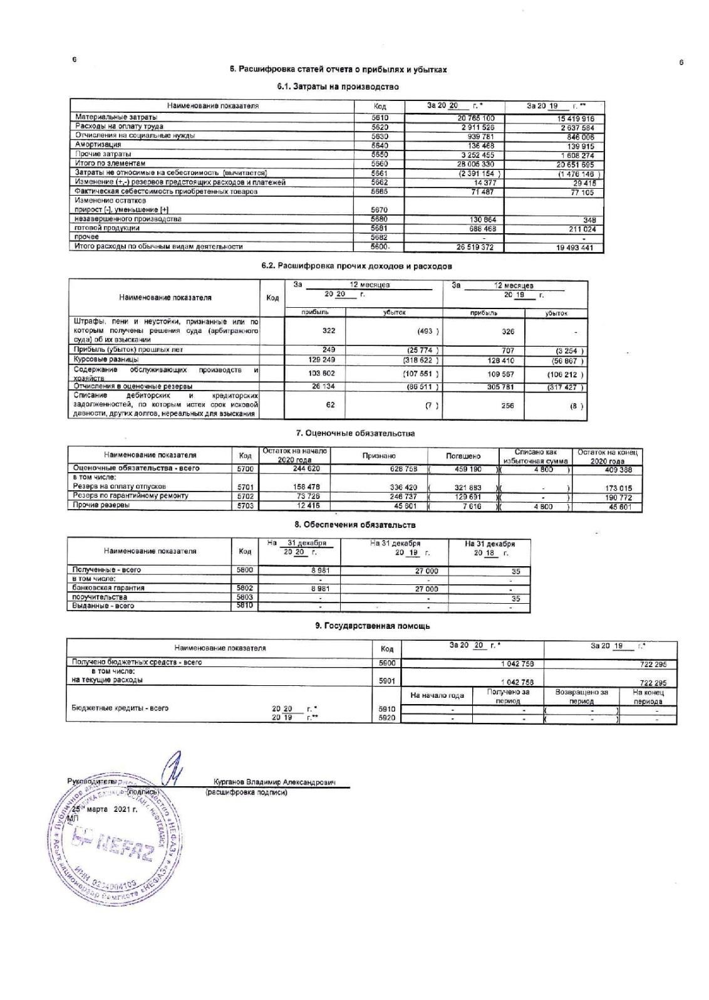 6
6
6. Расшифровка статей отчета о прибылях и убытках
6.1. Затраты на производство
Наименование показателя Код За 20 20 г. * За 20 19 г. **
Материальные затраты 5610 20 765 100 15 419 916
Расходы на оплату труда 5620 2 911 526 2 637 584
Отчисления на социальные нужды 5630 939 781 846 006
Амортизация 5640 136 468 139 915
Прочие затраты 5650 3 252 455 1 608 274
Итого по элементам 5660 28 005 330 20 651 695
Затраты не относимые на себестоимость (вычитается) 5661 (2 391 154 ) (1 476 146 )
Изменение (+,-) резервов предстоящих расходов и платежей 5662 14 377 29 415
Фактическая себестоимость приобретенных товаров 5665 71 487 77 105
Изменение остатков
прирост [-], уменьшение [+] 5670
незавершенного производства 5680 130 864 348
готовой продукции 5681 688 468 211 024
прочее 5682 - -
Итого расходы по обычным видам деятельности 5600 26 519 372 19 493 441
6.2. Расшифровка прочих доходов и расходов
Наименование показателя Код За 12 месяцев 20 20 г. За 12 месяцев 20 19 г.
прибыль убыток прибыль убыток
Штрафы, пени и неустойки, признанные или по
которым получены решения суда (арбитражного 322 (493 ) 326 -
суда) об их взыскании
Прибыль (убыток) прошлых лет 249 (25 774 ) 707 (3 254 )
Курсовые разницы 129 249 (318 622 ) 128 410 (56 867 )
Содержание обслуживающих производств и
хозяйств 103 602 (107 551 ) 109 567 (106 212 )
Отчисления в оценочные резервы 26 134 (86 511 ) 305 781 (317 427 )
Списание дебиторских и кредиторских
задолженностей, по которым истек срок исковой 62 (7 ) 256 (8 )
давности, других долгов, нереальных для взыскания
7. Оценочные обязательства
Наименование показателя Код Остаток на начало 2020 года Признано Погашено Списано как избыточная сумма Остаток на конец 2020 года
Оценочные обязательства - всего 5700 244 620 628 758 ( 459 190 ) ( 4 800 ) 409 388
в том числе:
Резерв на оплату отпусков 5701 158 478 336 420 ( 321 883 ) ( - ) 173 015
Резерв по гарантийному ремонту 5702 73 726 246 737 ( 129 691 ) ( - ) 190 772
Прочие резервы 5703 12 416 45 601 ( 7 616 ) ( 4 800 ) 45 601
8. Обеспечения обязательств
Наименование показателя Код На 31 декабря 20 20 г. На 31 декабря 20 19 г. На 31 декабря 20 18 г.
Полученные - всего 5800 8 981 27 000 35
в том числе: - - -
банковская гарантия 5802 8 981 27 000 -
поручительства 5803 - - 35
Выданные - всего 5810 - - -
9. Государственная помощь
Наименование показателя Код За 20 20 г. * За 20 19 г.*
Получено бюджетных средств - всего 5900 1 042 758 722 295
в том числе:
на текущие расходы 5901 1 042 758 722 295
На начало года Получено за период Возвращено за период На конец периода
Бюджетные кредиты - всего 20 20 г. * 5910 - - ( - ) -
20 19 г.** 5920 - - ( - ) -
Руководитель Курганов Владимир Александрович
(подпись) (расшифровка подписи)
25 марта 2021 г.
МП
NEFAZ
ИНН 0264004103